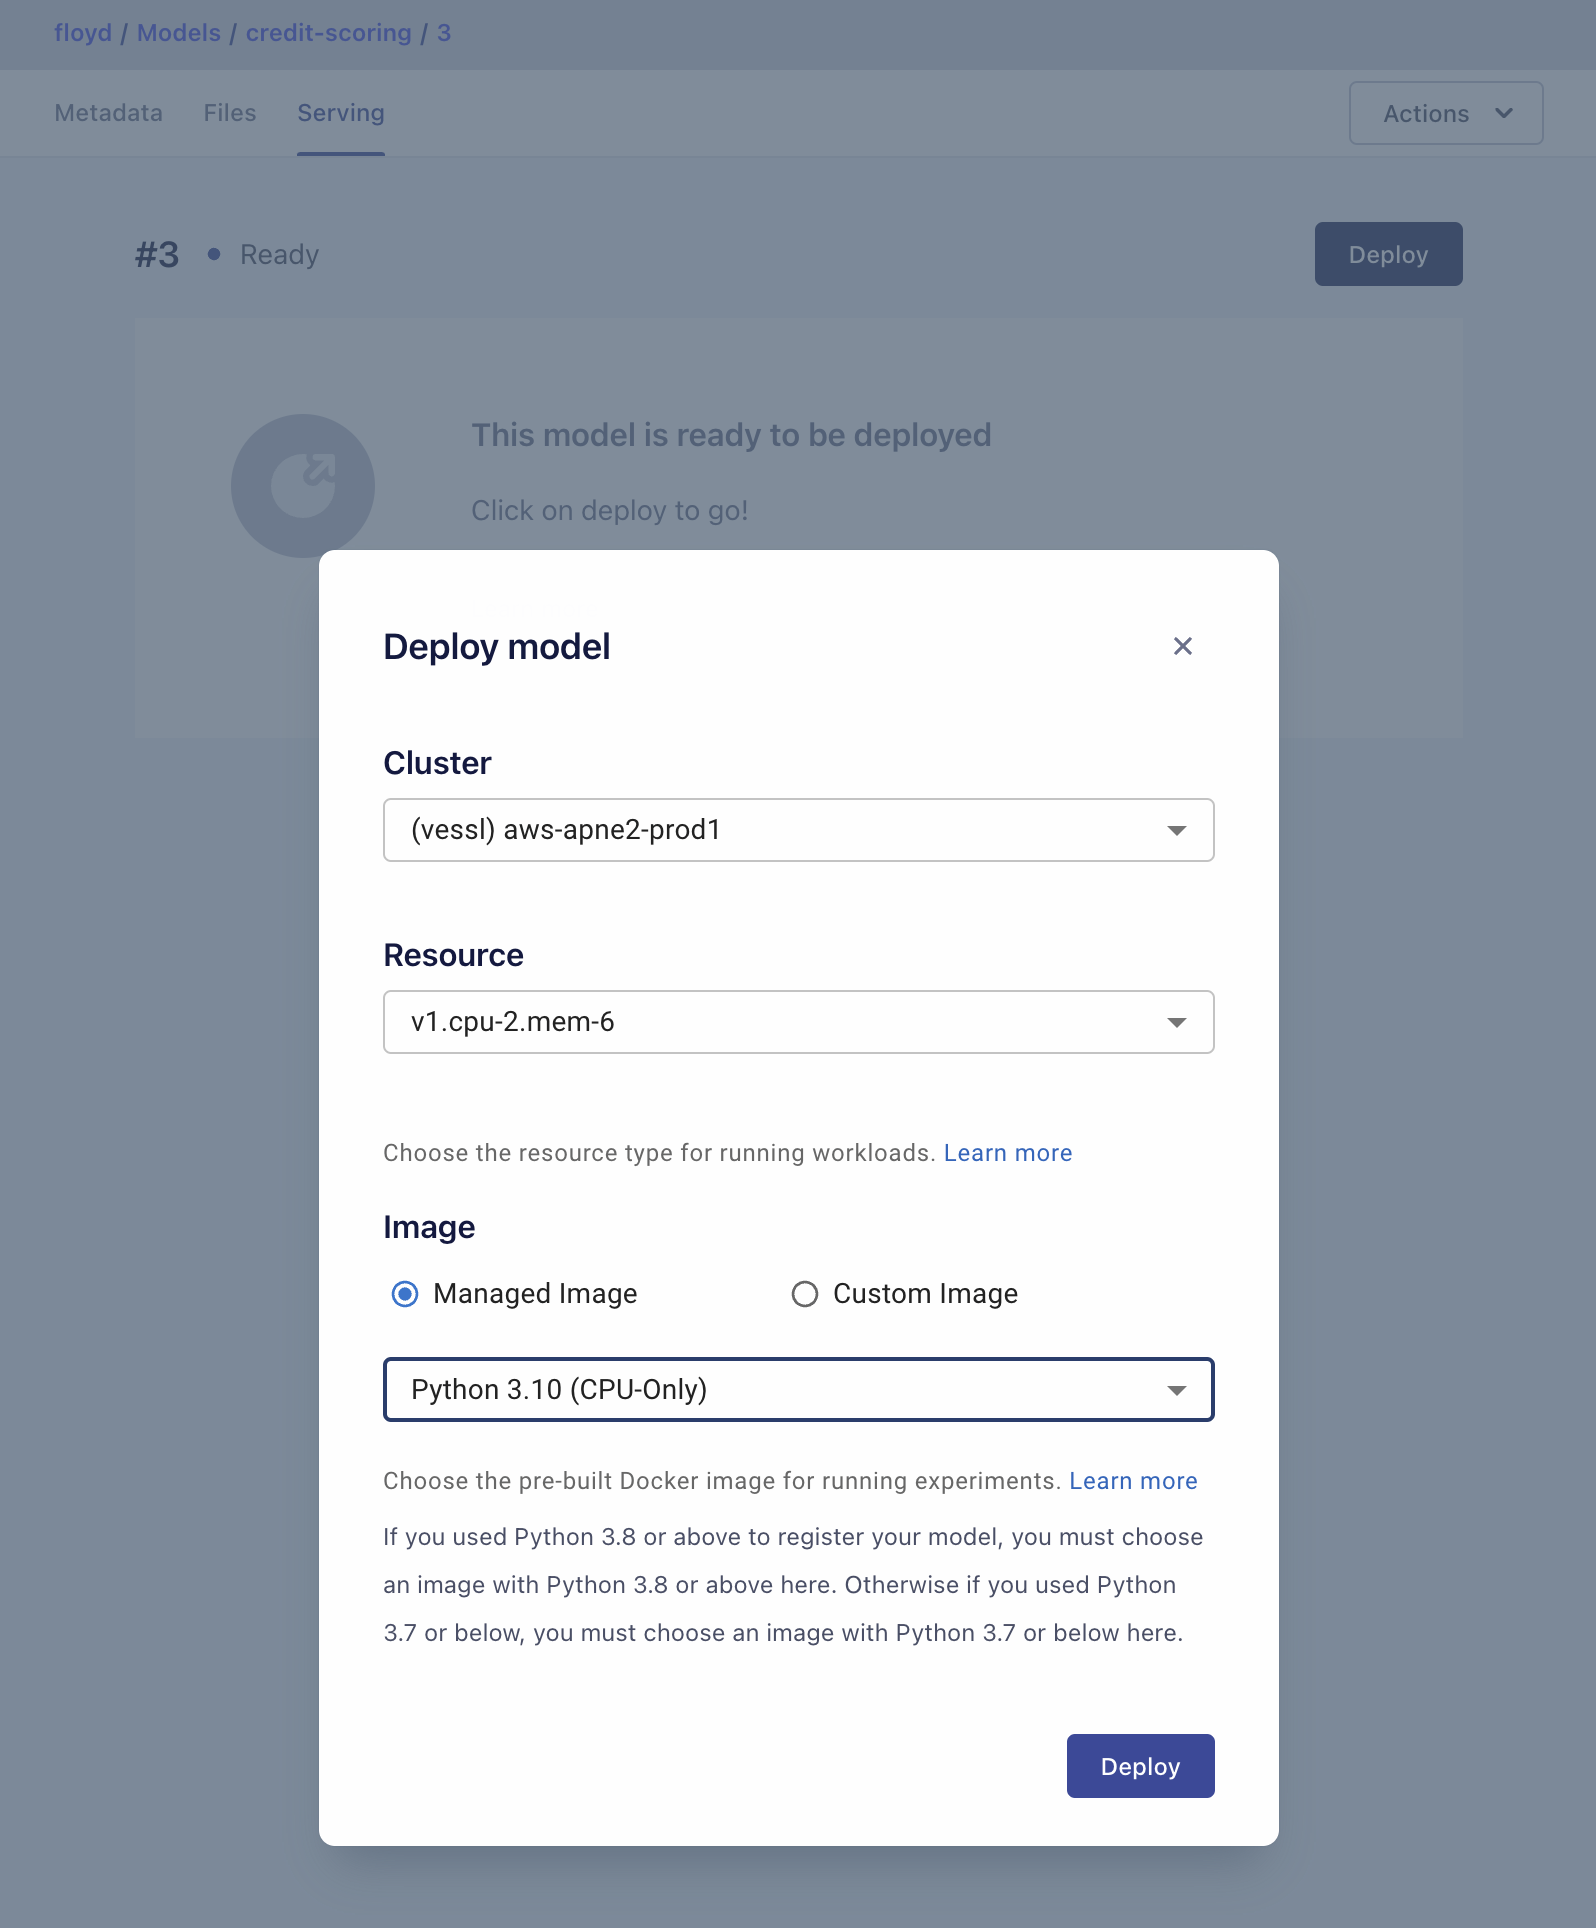 floyd / Models / credit-scoring / 3
Metadata Files Serving Actions
#3 Ready Deploy
This model is ready to be deployed
Click on deploy to go!
Deploy model
Cluster
(vessl) aws-apne2-prod1
Resource
v1.cpu-2.mem-6
Choose the resource type for running workloads. Learn more
Image
Managed Image Custom Image
Python 3.10 (CPU-Only)
Choose the pre-built Docker image for running experiments. Learn more
If you used Python 3.8 or above to register your model, you must choose
an image with Python 3.8 or above here. Otherwise if you used Python
3.7 or below, you must choose an image with Python 3.7 or below here.
Deploy